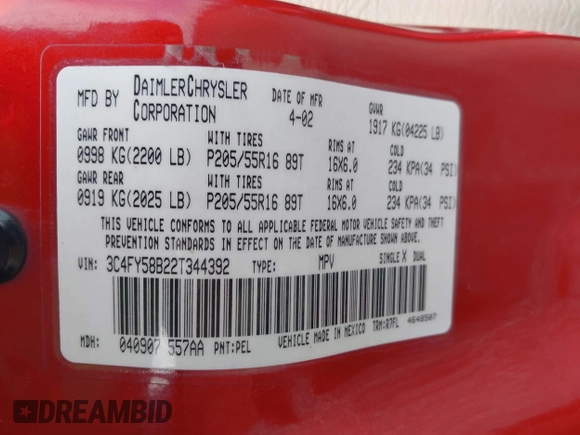 MFD BY DAIMLERCHRYSLER CORPORATION DATE OF MFR 4-02 GVWR 1917 KG(04225 LB)
GAWR FRONT WITH TIRES RIMS AT COLD
0998 KG(2200 LB) P205/55R16 89T 16X6.0 234 KPA(34 PSI)
GAWR REAR WITH TIRES RIMS AT COLD
0919 KG(2025 LB) P205/55R16 89T 16X6.0 234 KPA(34 PSI)
THIS VEHICLE CONFORMS TO ALL APPLICABLE FEDERAL MOTOR VEHICLE SAFETY AND THEFT
PREVENTION STANDARDS IN EFFECT ON THE DATE OF MANUFACTURE SHOWN ABOVE.
VIN: 3C4FY58B22T344392 TYPE: MPV SINGLE X DUAL
MDH: 040907 557AA PNT:PEL VEHICLE MADE IN MEXICO TRM:R7FL 4648507
DREAMBID